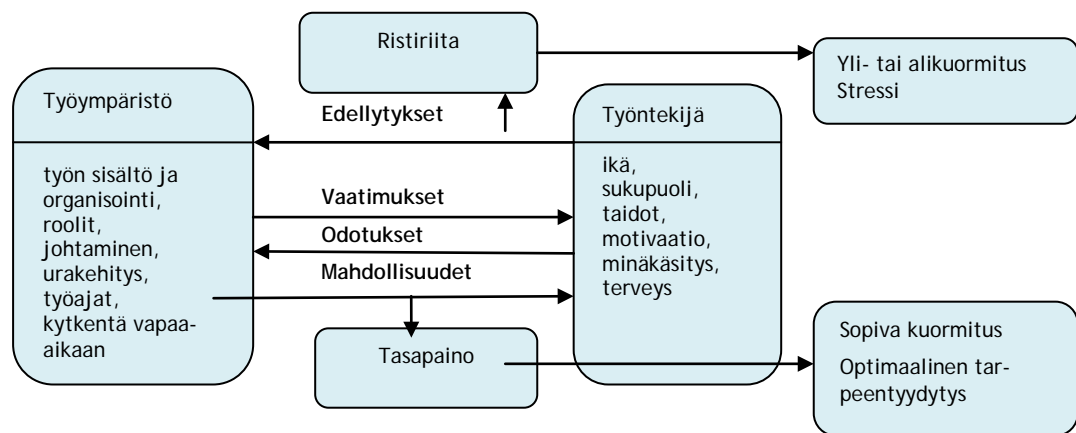 Ristiriita
Yli- tai alikuormitus
Stressi
Työympäristö
Edellytykset
Työntekijä
työn sisältö ja
organisointi,
roolit,
johtaminen,
urakehitys,
työajat,
kytkentä vapaa-
aikaan
Vaatimukset
Odotukset
Mahdollisuudet
ikä,
sukupuoli,
taidot,
motivaatio,
minäkäsitys,
terveys
Tasapaino
Sopiva kuormitus
Optimaalinen tar-
peentyydytys